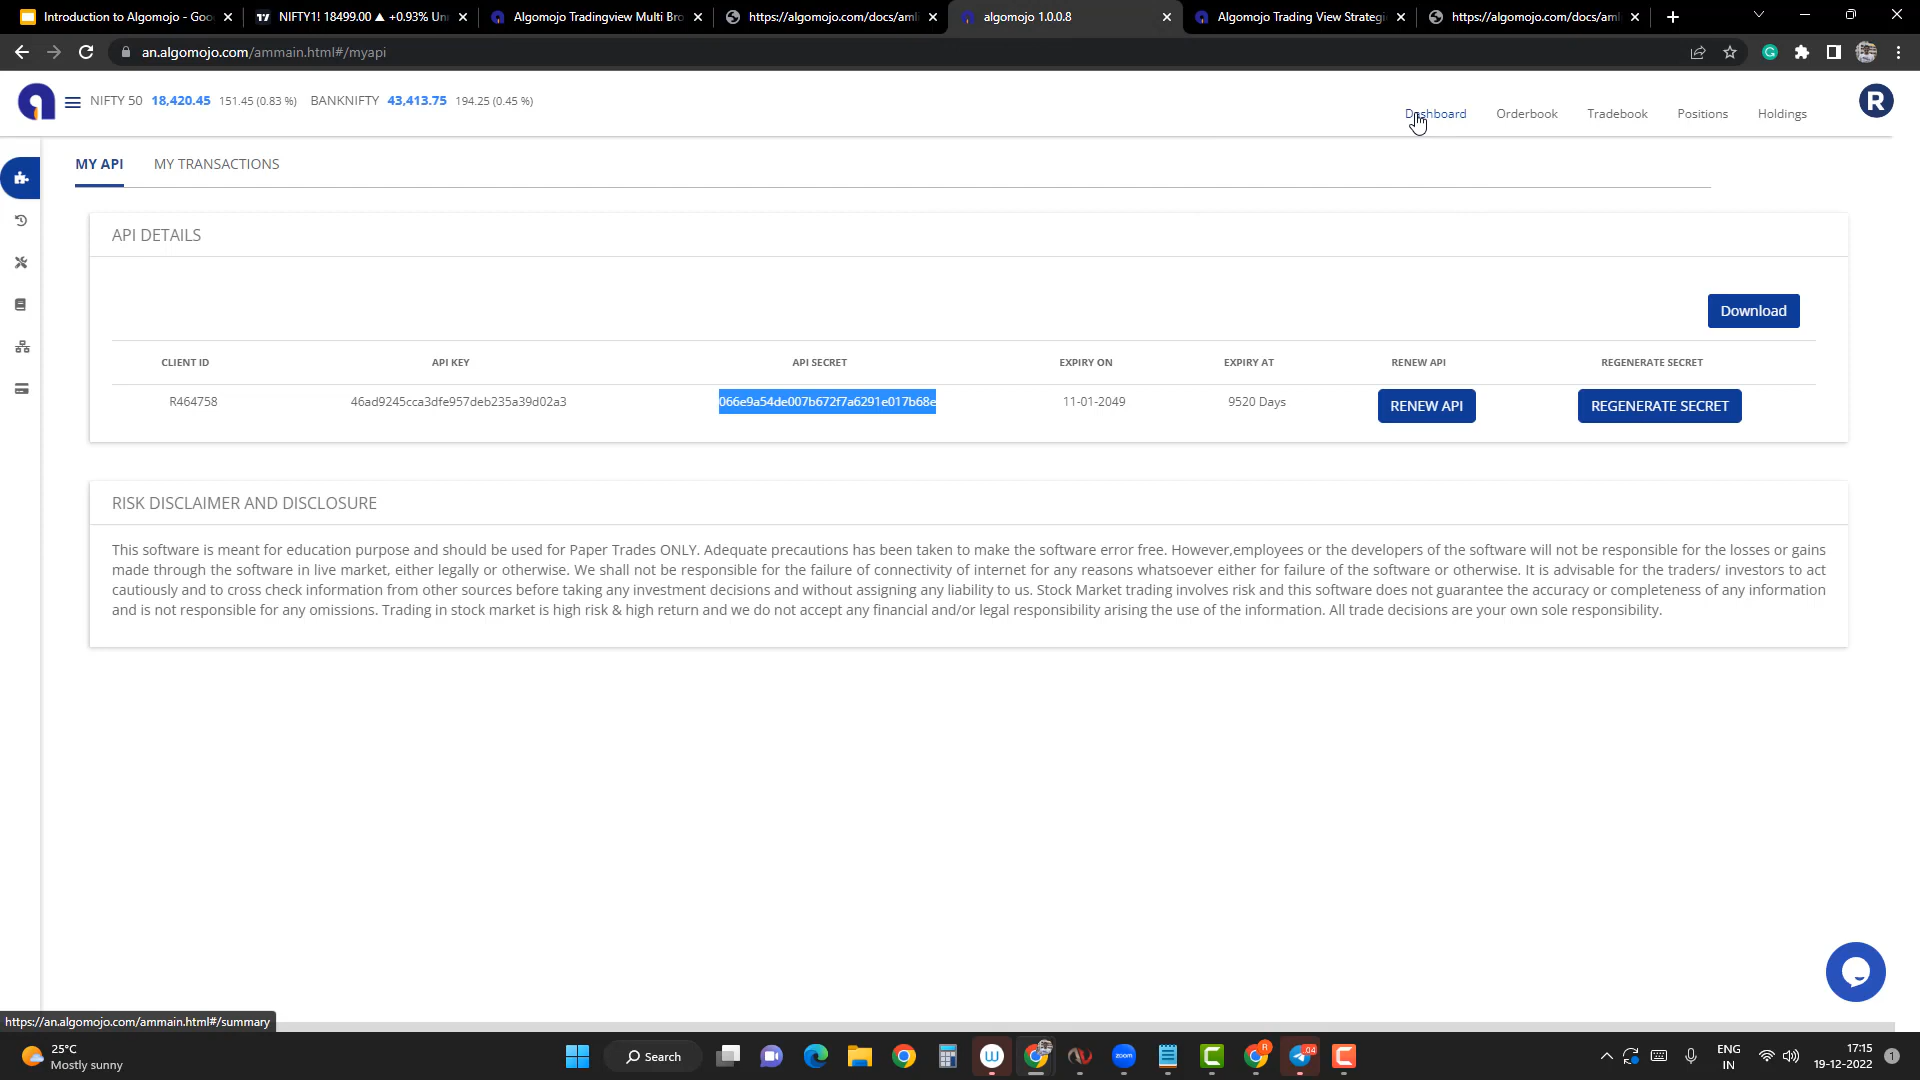 Introduction to Algomojo - Goo
NIFTY1! 18499.00 ▲ +0.93% Un
Algomojo Tradingview Multi Bro
https://algomojo.com/docs/amli
algomojo 1.0.0.8
Algomojo Trading View Strategi
https://algomojo.com/docs/aml
an.algomojo.com/ammain.html#/myapi
NIFTY 50 18,420.45 151.45 (0.83 %) BANKNIFTY 43,413.75 194.25 (0.45 %)
Dashboard Orderbook Tradebook Positions Holdings
R
MY API MY TRANSACTIONS
API DETAILS
Download
CLIENT ID API KEY API SECRET EXPIRY ON EXPIRY AT RENEW API REGENERATE SECRET
R464758 46ad9245cca3dfe957deb235a39d02a3 066e9a54de007b672f7a6291e017b68e 11-01-2049 9520 Days RENEW API REGENERATE SECRET
RISK DISCLAIMER AND DISCLOSURE
This software is meant for education purpose and should be used for Paper Trades ONLY. Adequate precautions has been taken to make the software error free. However,employees or the developers of the software will not be responsible for the losses or gains
made through the software in live market, either legally or otherwise. We shall not be responsible for the failure of connectivity of internet for any reasons whatsoever either for failure of the software or otherwise. It is advisable for the traders/ investors to act
cautiously and to cross check information from other sources before taking any investment decisions and without assigning any liability to us. Stock Market trading involves risk and this software does not guarantee the accuracy or completeness of any information
and is not responsible for any omissions. Trading in stock market is high risk & high return and we do not accept any financial and/or legal responsibility arising the use of the information. All trade decisions are your own sole responsibility.
https://an.algomojo.com/ammain.html#/summary
25°C
Mostly sunny
Search
zoom
ENG
IN
17:15
19-12-2022
1